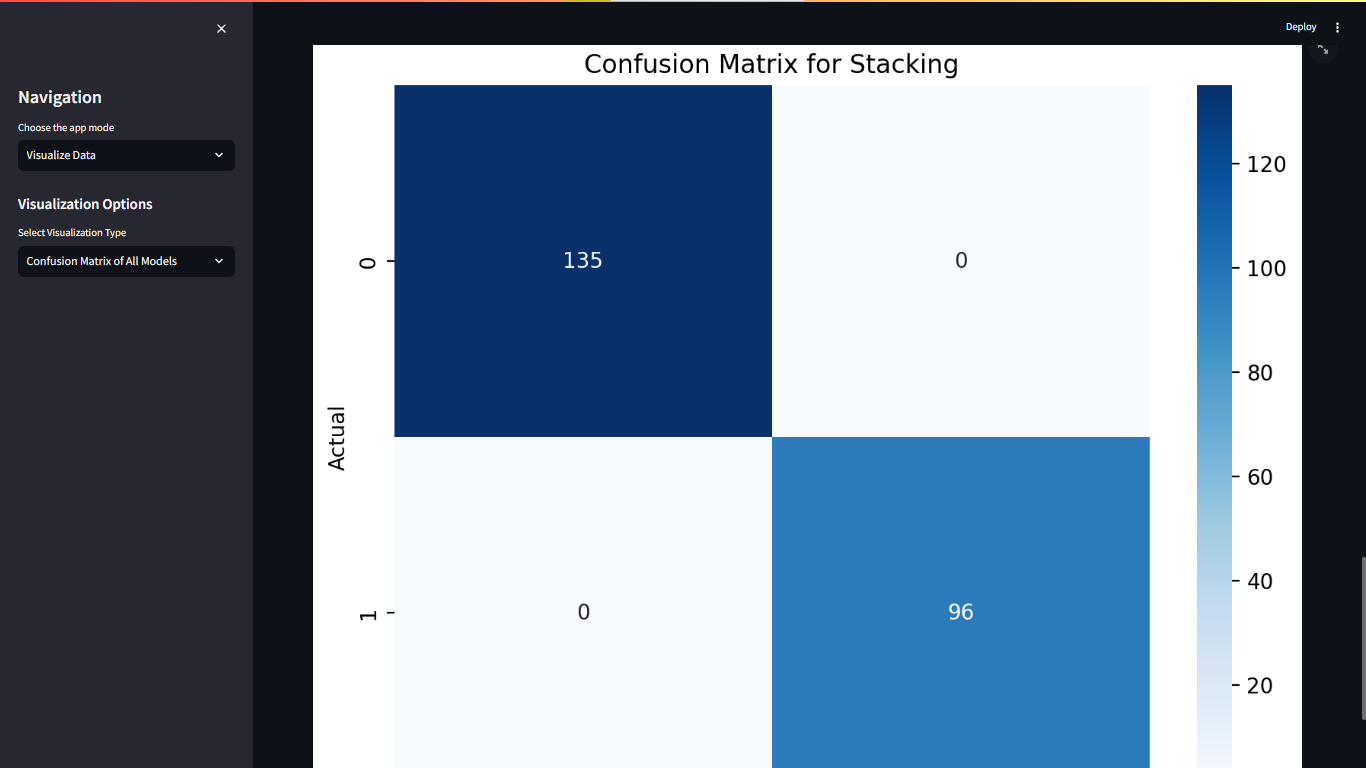 Deploy
Navigation
Choose the app mode
Visualize Data
Visualization Options
Select Visualization Type
Confusion Matrix of All Models
Confusion Matrix for Stacking
Actual
0
135
0
1
0
96
120
100
80
60
40
20